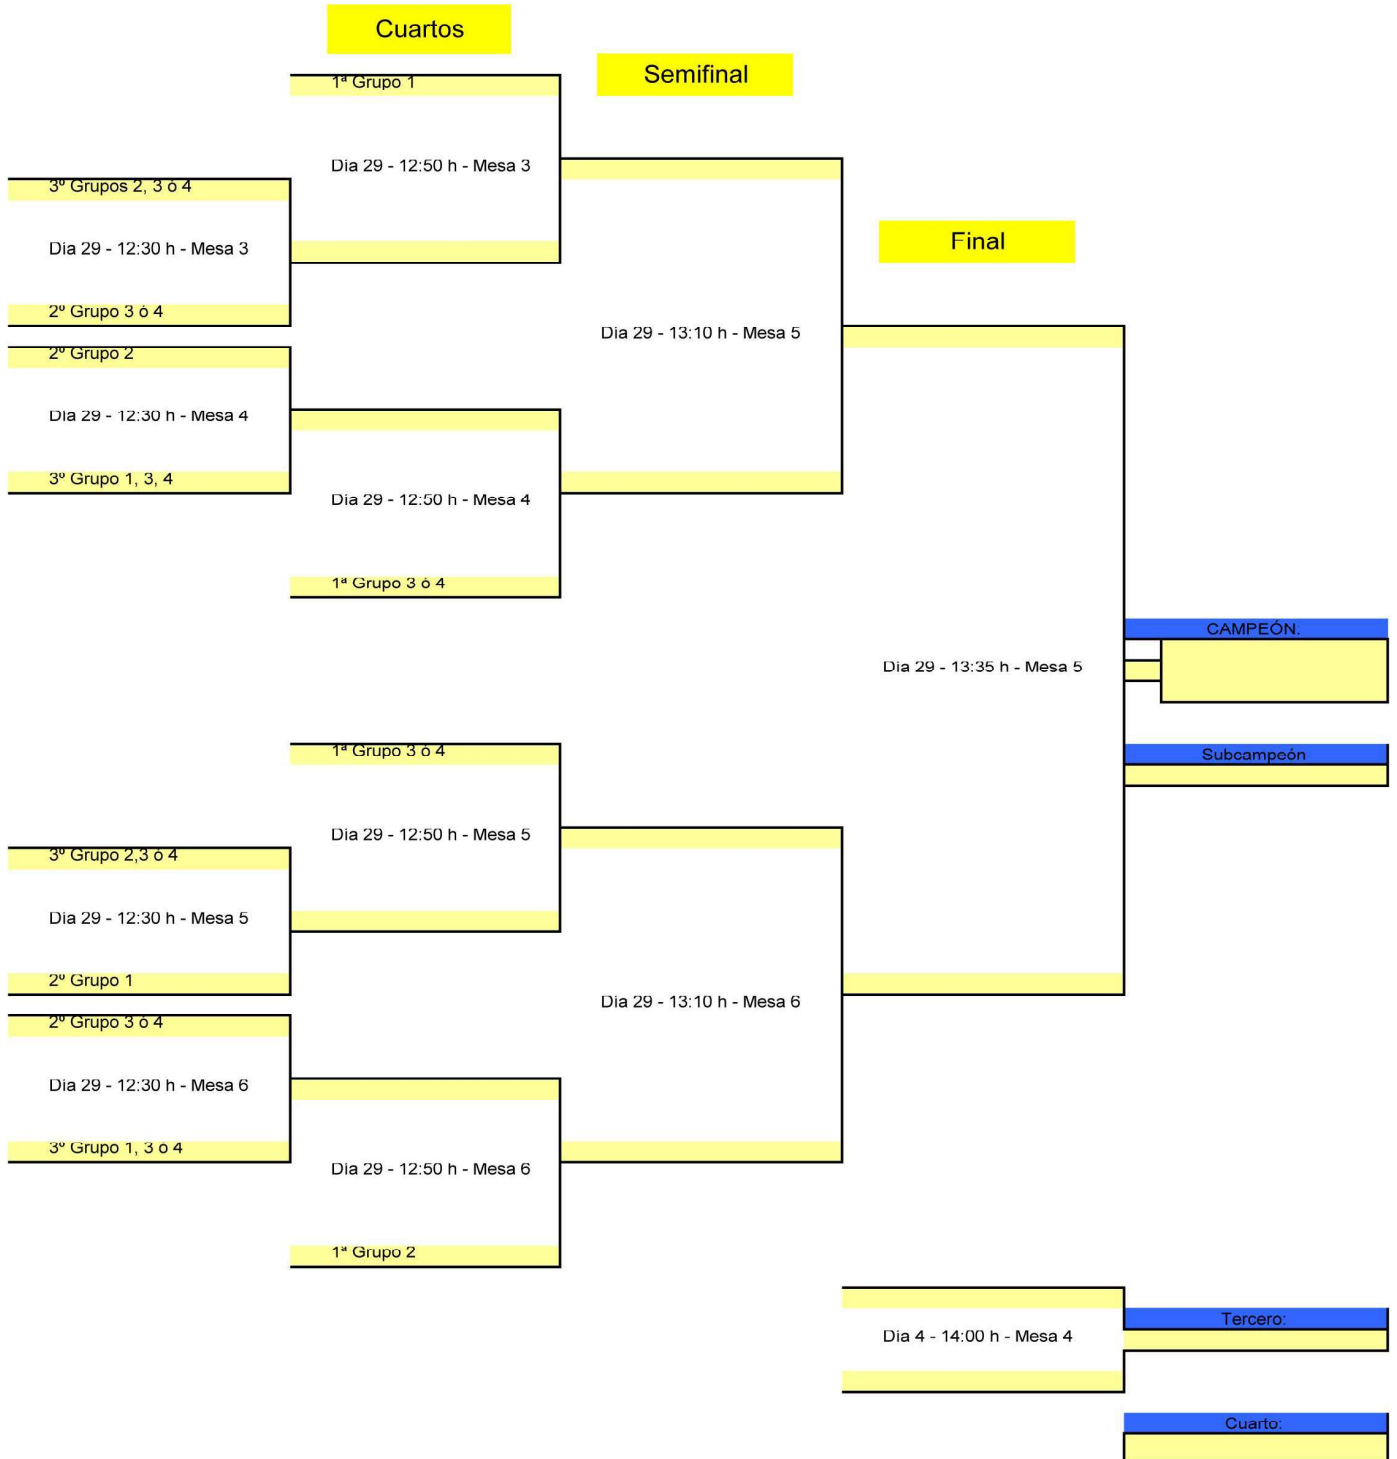 Cuartos
Semifinal
1ª Grupo 1
Dia 29 - 12:50 h - Mesa 3
3º Grupos 2, 3 ó 4
Final
Dia 29 - 12:30 h - Mesa 3
2º Grupo 3 ó 4
Dia 29 - 13:10 h - Mesa 5
2º Grupo 2
Dia 29 - 12:30 h - Mesa 4
3º Grupo 1, 3, 4
Dia 29 - 12:50 h - Mesa 4
1ª Grupo 3 ó 4
CAMPEÓN.
Dia 29 - 13:35 h - Mesa 5
1ª Grupo 3 ó 4
Subcampeón
Dia 29 - 12:50 h - Mesa 5
3º Grupo 2,3 ó 4
Dia 29 - 12:30 h - Mesa 5
2º Grupo 1
Dia 29 - 13:10 h - Mesa 6
2º Grupo 3 ó 4
Dia 29 - 12:30 h - Mesa 6
3º Grupo 1, 3 ó 4
Dia 29 - 12:50 h - Mesa 6
1ª Grupo 2
Tercero:
Dia 4 - 14:00 h - Mesa 4
Cuarto: